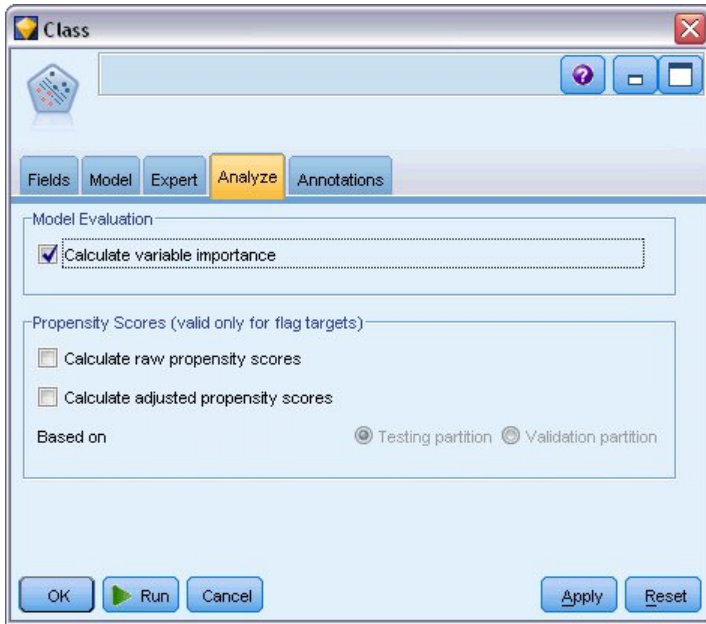 Class
Fields Model Expert Analyze Annotations
Model Evaluation
Calculate variable importance
Propensity Scores (valid only for flag targets)
Calculate raw propensity scores
Calculate adjusted propensity scores
Based on Testing partition Validation partition
OK Run Cancel Apply Reset